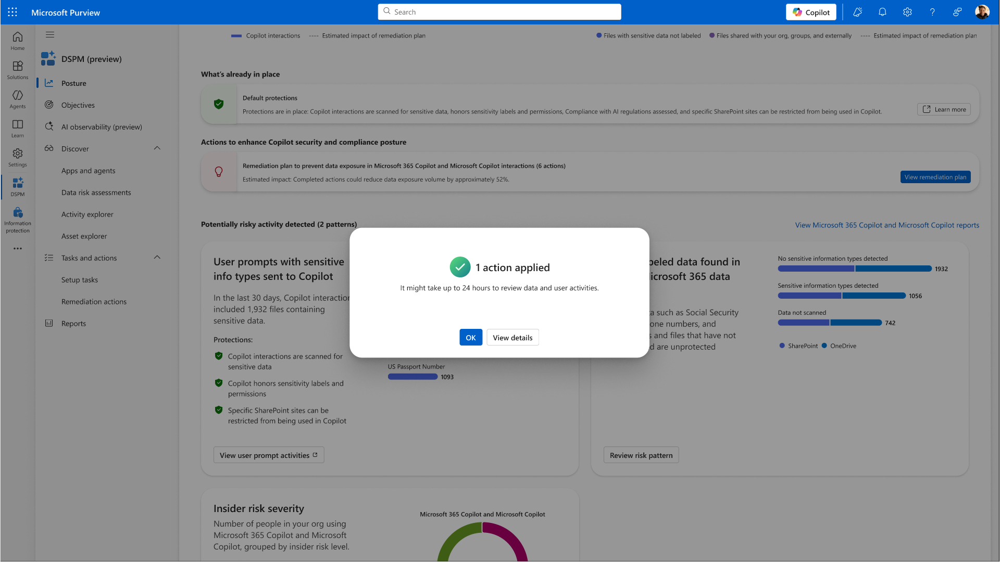 Microsoft Purview
Search
Copilot
Home
Solutions
Agents
Learn
Settings
DSPM
Information
protection
DSPM (preview)
Posture
Objectives
AI observability (preview)
Discover
Apps and agents
Data risk assessments
Activity explorer
Asset explorer
Tasks and actions
Setup tasks
Remediation actions
Reports
Copilot interactions
Estimated impact of remediation plan
Files with sensitive data not labeled
Files shared with your org, groups, and externally
Estimated impact of remediation plan
What's already in place
Default protections
Protections are in place: Copilot interactions are scanned for sensitive data, honors sensitivity labels and permissions, Compliance with AI regulations assessed, and specific SharePoint sites can be restricted from being used in Copilot.
Learn more
Actions to enhance Copilot security and compliance posture
Remediation plan to prevent data exposure in Microsoft 365 Copilot and Microsoft Copilot interactions (6 actions)
Estimated impact: Completed actions could reduce data exposure volume by approximately 52%.
View remediation plan
Potentially risky activity detected (2 patterns)
View Microsoft 365 Copilot and Microsoft Copilot reports
User prompts with sensitive
info types sent to Copilot
In the last 30 days, Copilot interaction
included 1,932 files containing
sensitive data.
Protections:
Copilot interactions are scanned for
sensitive data
Copilot honors sensitivity labels and
permissions
Specific SharePoint sites can be
restricted from being used in Copilot
View user prompt activities
US Passport Number
1093
1 action applied
It might take up to 24 hours to review data and user activities.
OK
View details
beled data found in
icrosoft 365 data
a such as Social Security
one numbers, and
s and files that have not
d are unprotected
Review risk pattern
No sensitive information types detected
1932
Sensitive information types detected
1056
Data not scanned
742
SharePoint
OneDrive
Insider risk severity
Number of people in your org using
Microsoft 365 Copilot and Microsoft
Copilot, grouped by insider risk level.
Microsoft 365 Copilot and Microsoft Copilot